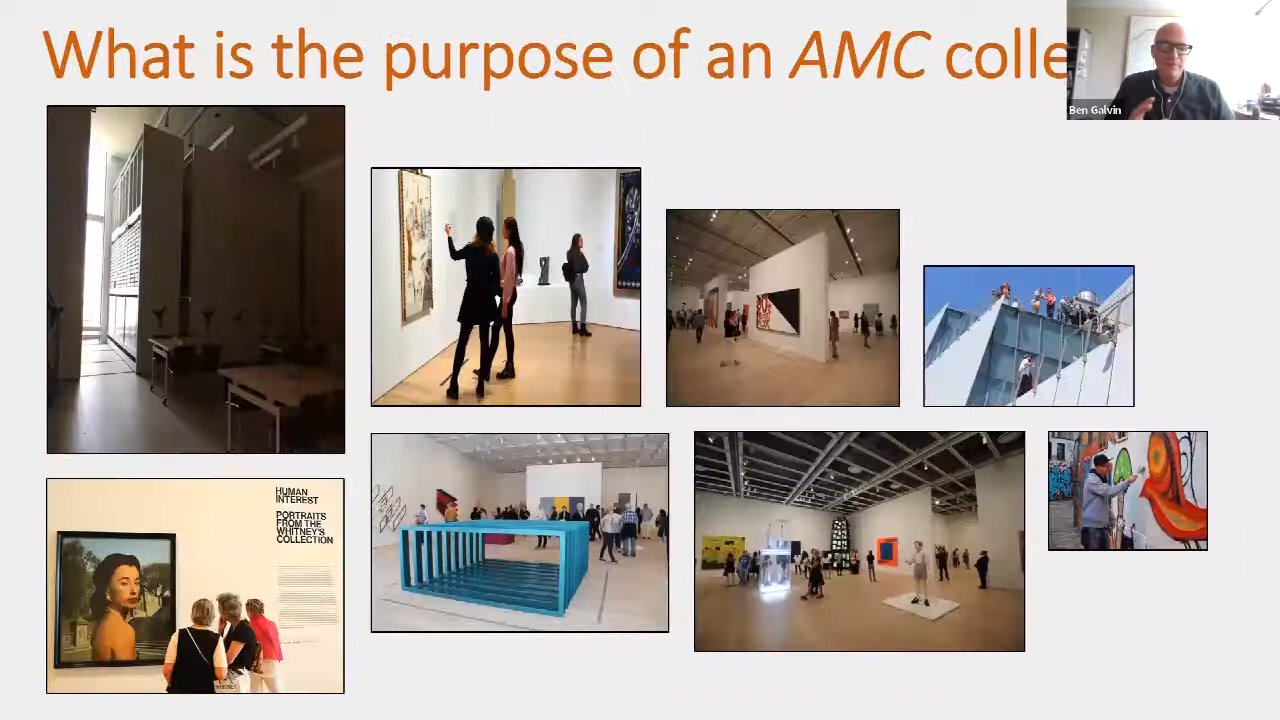 What is the purpose of an AMC colle
Ben Galvin
HUMAN
INTEREST
PORTRAITS
FROM THE
WHITNEY'S
COLLECTION